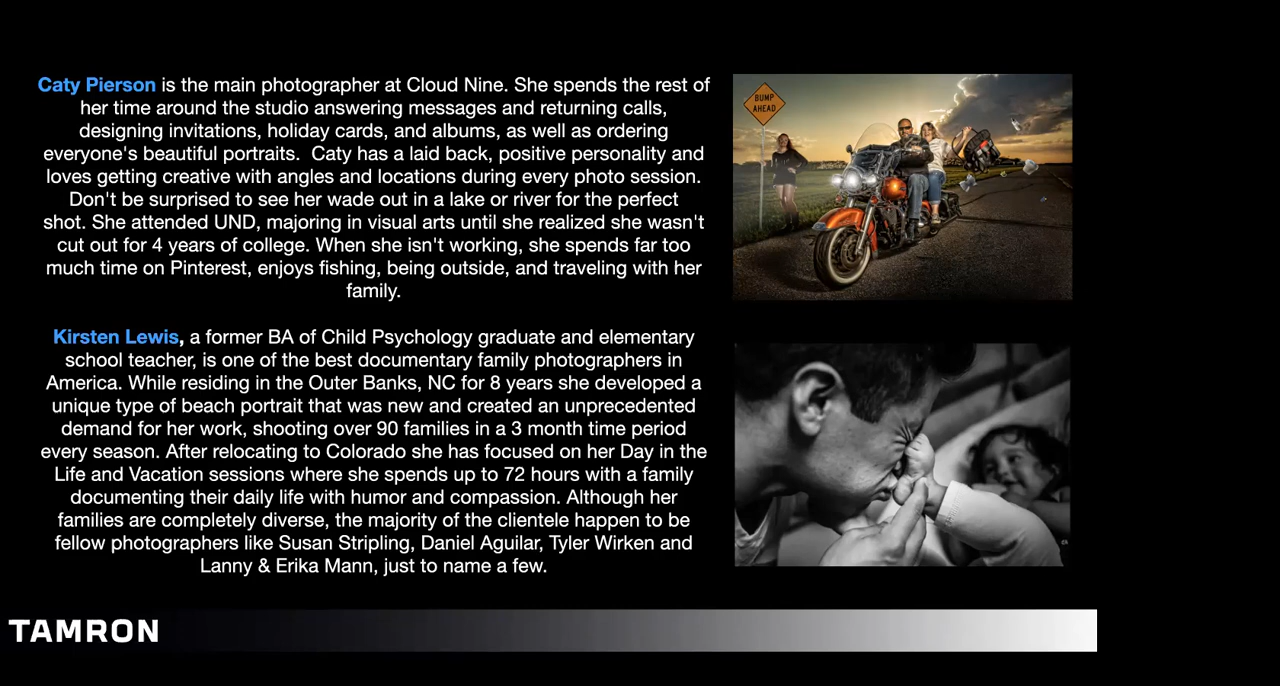 Caty Pierson is the main photographer at Cloud Nine. She spends the rest of
her time around the studio answering messages and returning calls,
designing invitations, holiday cards, and albums, as well as ordering
everyone's beautiful portraits.  Caty has a laid back, positive personality and
loves getting creative with angles and locations during every photo session.
Don't be surprised to see her wade out in a lake or river for the perfect
shot. She attended UND, majoring in visual arts until she realized she wasn't
cut out for 4 years of college. When she isn't working, she spends far too
much time on Pinterest, enjoys fishing, being outside, and traveling with her
family.
BUMP
AHEAD
Kirsten Lewis, a former BA of Child Psychology graduate and elementary
school teacher, is one of the best documentary family photographers in
America. While residing in the Outer Banks, NC for 8 years she developed a
unique type of beach portrait that was new and created an unprecedented
demand for her work, shooting over 90 families in a 3 month time period
every season. After relocating to Colorado she has focused on her Day in the
Life and Vacation sessions where she spends up to 72 hours with a family
documenting their daily life with humor and compassion. Although her
families are completely diverse, the majority of the clientele happen to be
fellow photographers like Susan Stripling, Daniel Aguilar, Tyler Wirken and
Lanny & Erika Mann, just to name a few.
TAMRON